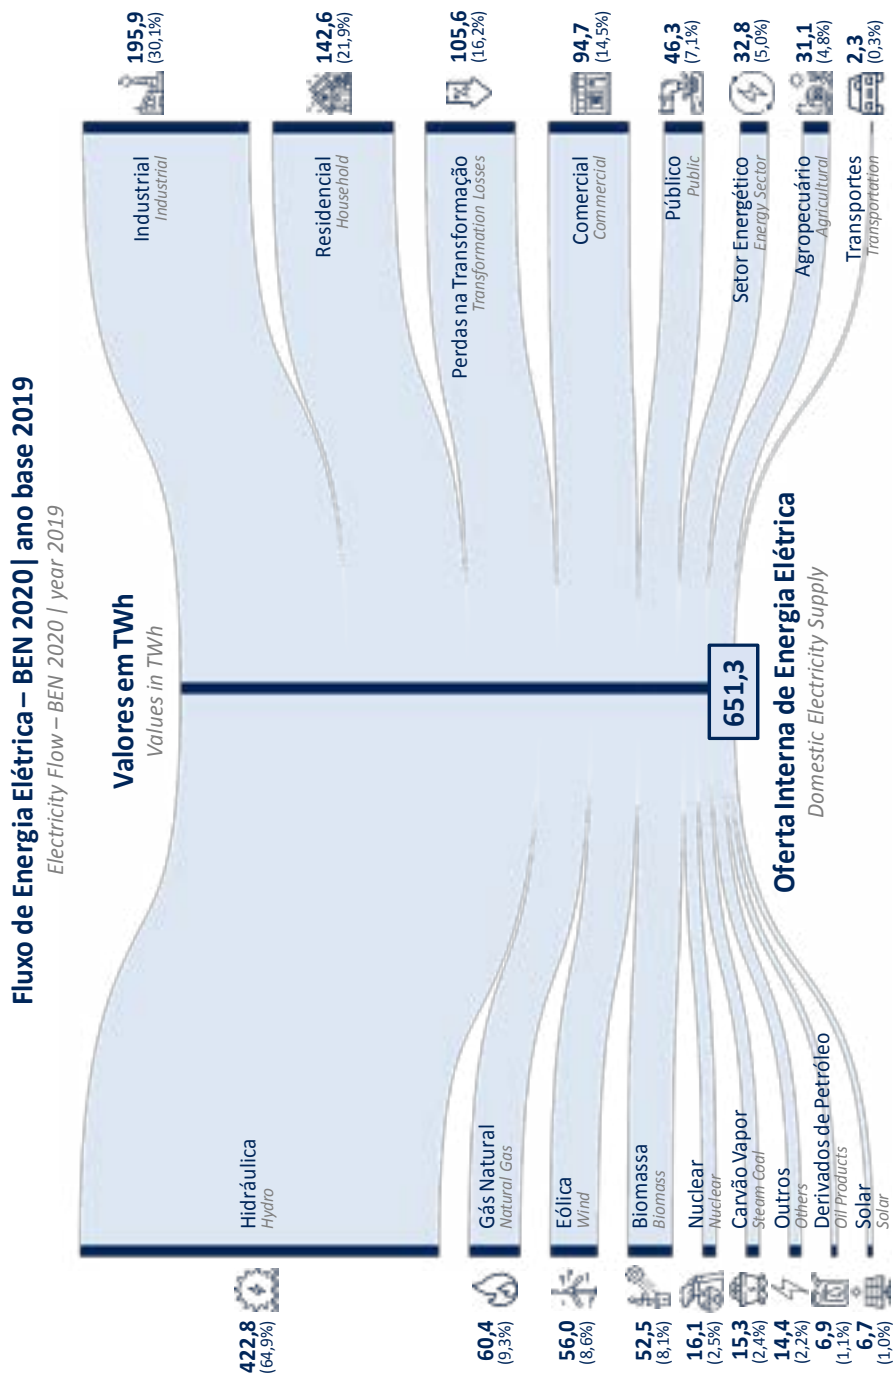 Fluxo de Energia Elétrica – BEN 2020| ano base 2019
Electricity Flow – BEN 2020 | year 2019
Valores em TWh
Values in TWh
422,8
(64,9%)
Hidráulica
Hydro
60,4
(9,3%)
Gás Natural
Natural Gas
56,0
(8,6%)
Eólica
Wind
52,5
(8,1%)
Biomassa
Biomass
16,1
(2,5%)
Nuclear
Nuclear
15,3
(2,4%)
Carvão Vapor
Steam Coal
14,4
(2,2%)
Outros
Others
6,9
(1,1%)
Derivados de Petróleo
Oil Products
6,7
(1,0%)
Solar
Solar
651,3
Oferta Interna de Energia Elétrica
Domestic Electricity Supply
Industrial
Industrial
195,9
(30,1%)
Residencial
Household
142,6
(21,9%)
Perdas na Transformação
Transformation Losses
105,6
(16,2%)
Comercial
Commercial
94,7
(14,5%)
Público
Public
46,3
(7,1%)
Setor Energético
Energy Sector
32,8
(5,0%)
Agropecuário
Agricultural
31,1
(4,8%)
Transportes
Transportation
2,3
(0,3%)